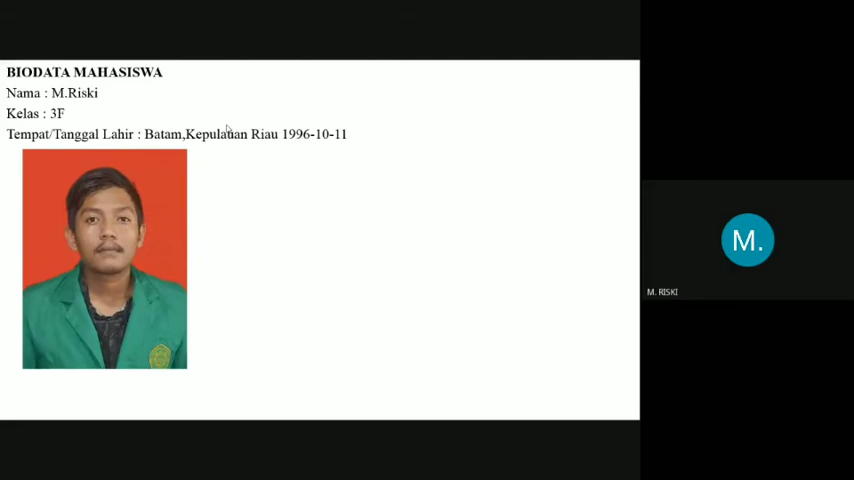 BIODATA MAHASISWA
Nama : M.Riski
Kelas : 3F
Tempat/Tanggal Lahir : Batam,Kepulauan Riau 1996-10-11
M.
M. RISKI